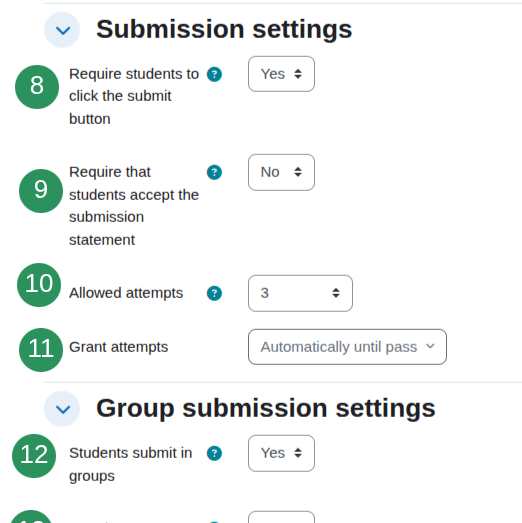 Submission settings
8
Require students to ?
click the submit
button
Yes
9
Require that ?
students accept the
submission
statement
No
10
Allowed attempts ?
3
11
Grant attempts
Automatically until pass
Group submission settings
12
Students submit in ?
groups
Yes